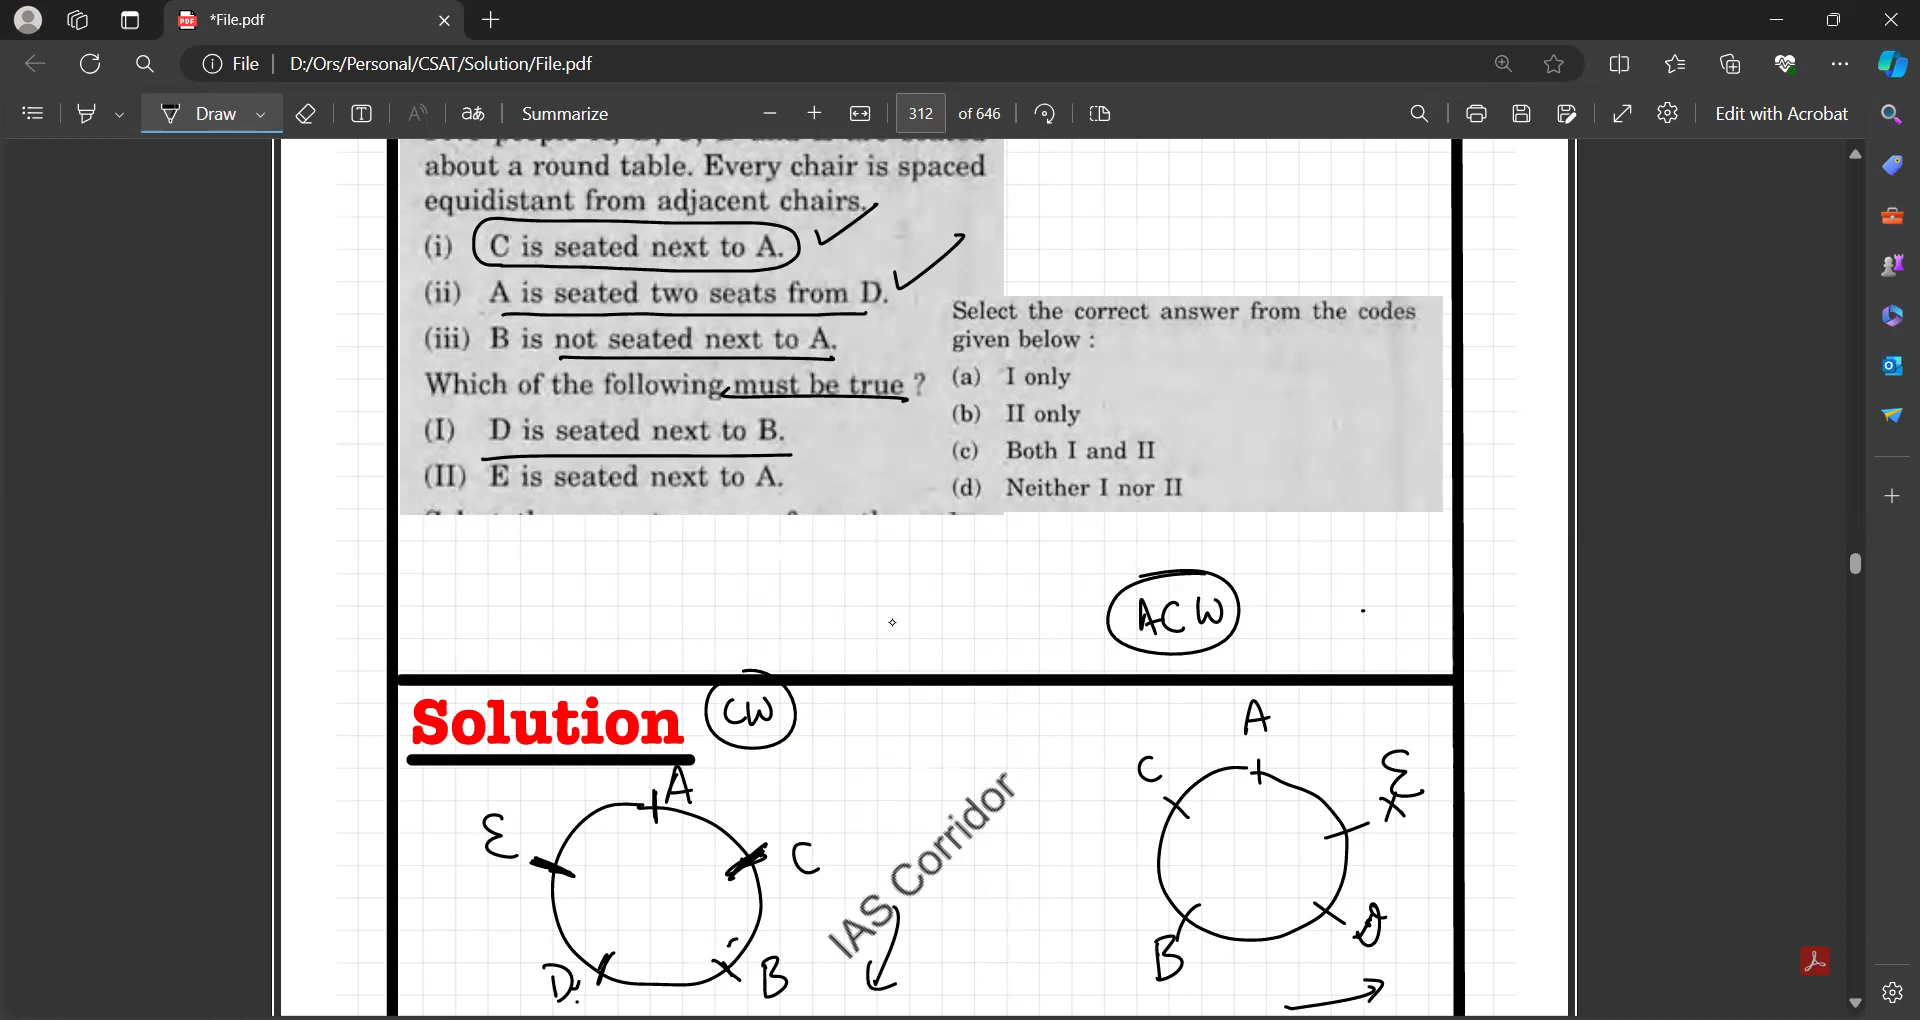 *File.pdf
File D:/Ors/Personal/CSAT/Solution/File.pdf
Draw
aあ
Summarize
312 of 646
Edit with Acrobat
about a round table. Every chair is spaced
equidistant from adjacent chairs.
(i) C is seated next to A.
(ii) A is seated two seats from D.
(iii) B is not seated next to A.
Which of the following must be true ?
(I) D is seated next to B.
(II) E is seated next to A.
Select the correct answer from the codes
given below :
(a) I only
(b) II only
(c) Both I and II
(d) Neither I nor II
ACW
Solution
CW
A
E
C
D
B
IAS Corridor
A
C
E
B
D